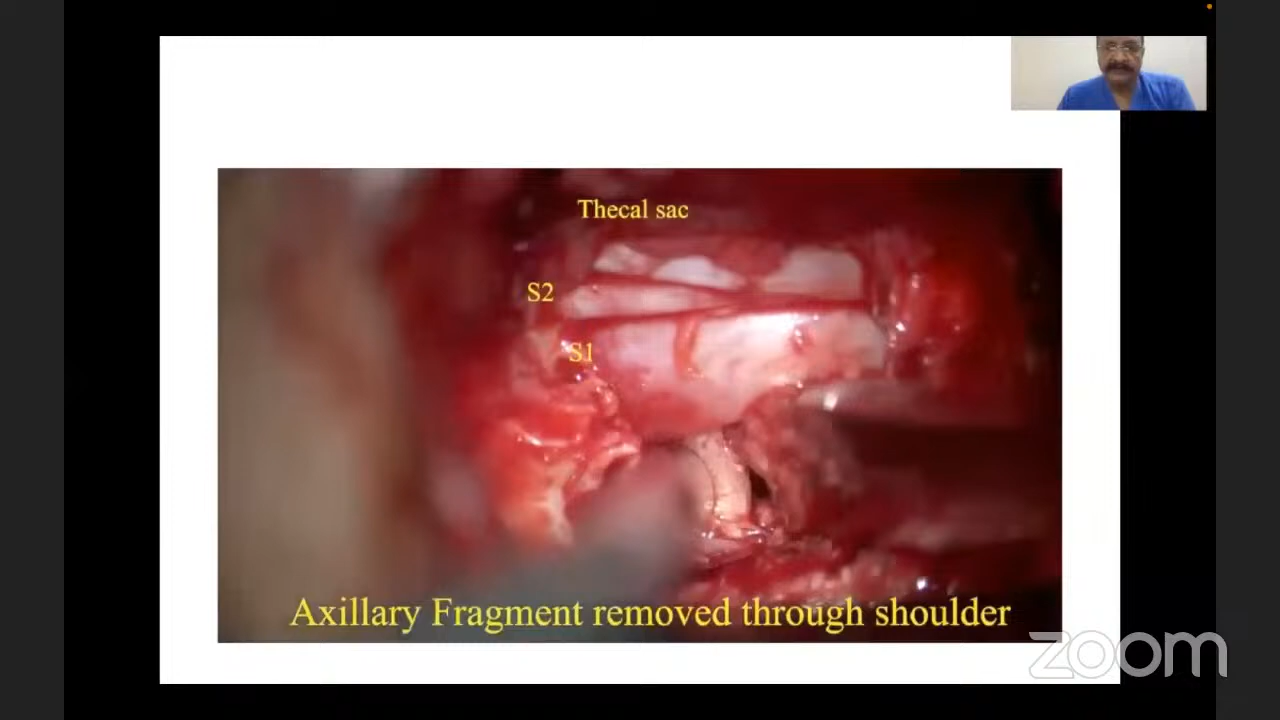 Thecal sac
S2
S1
Axillary Fragment removed through shoulder
zoom